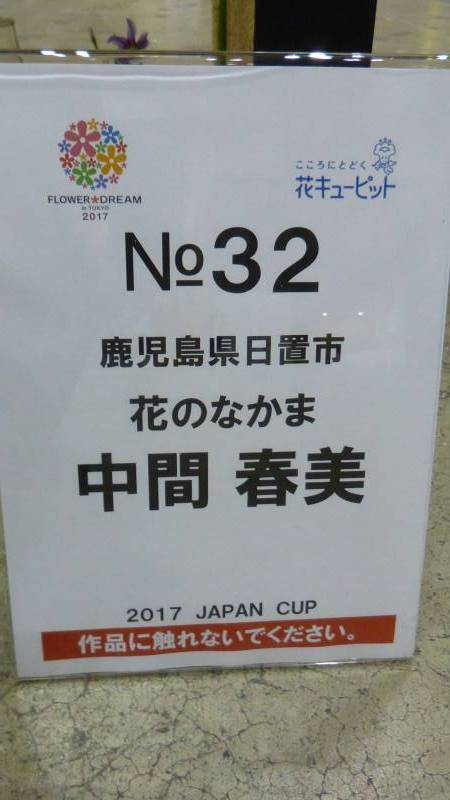 FLOWER★DREAM
in TOKYO
2017
こころにとどく
花キューピット
№32
鹿児島県日置市
花のなかま
中間 春美
2017 JAPAN CUP
作品に触れないでください。